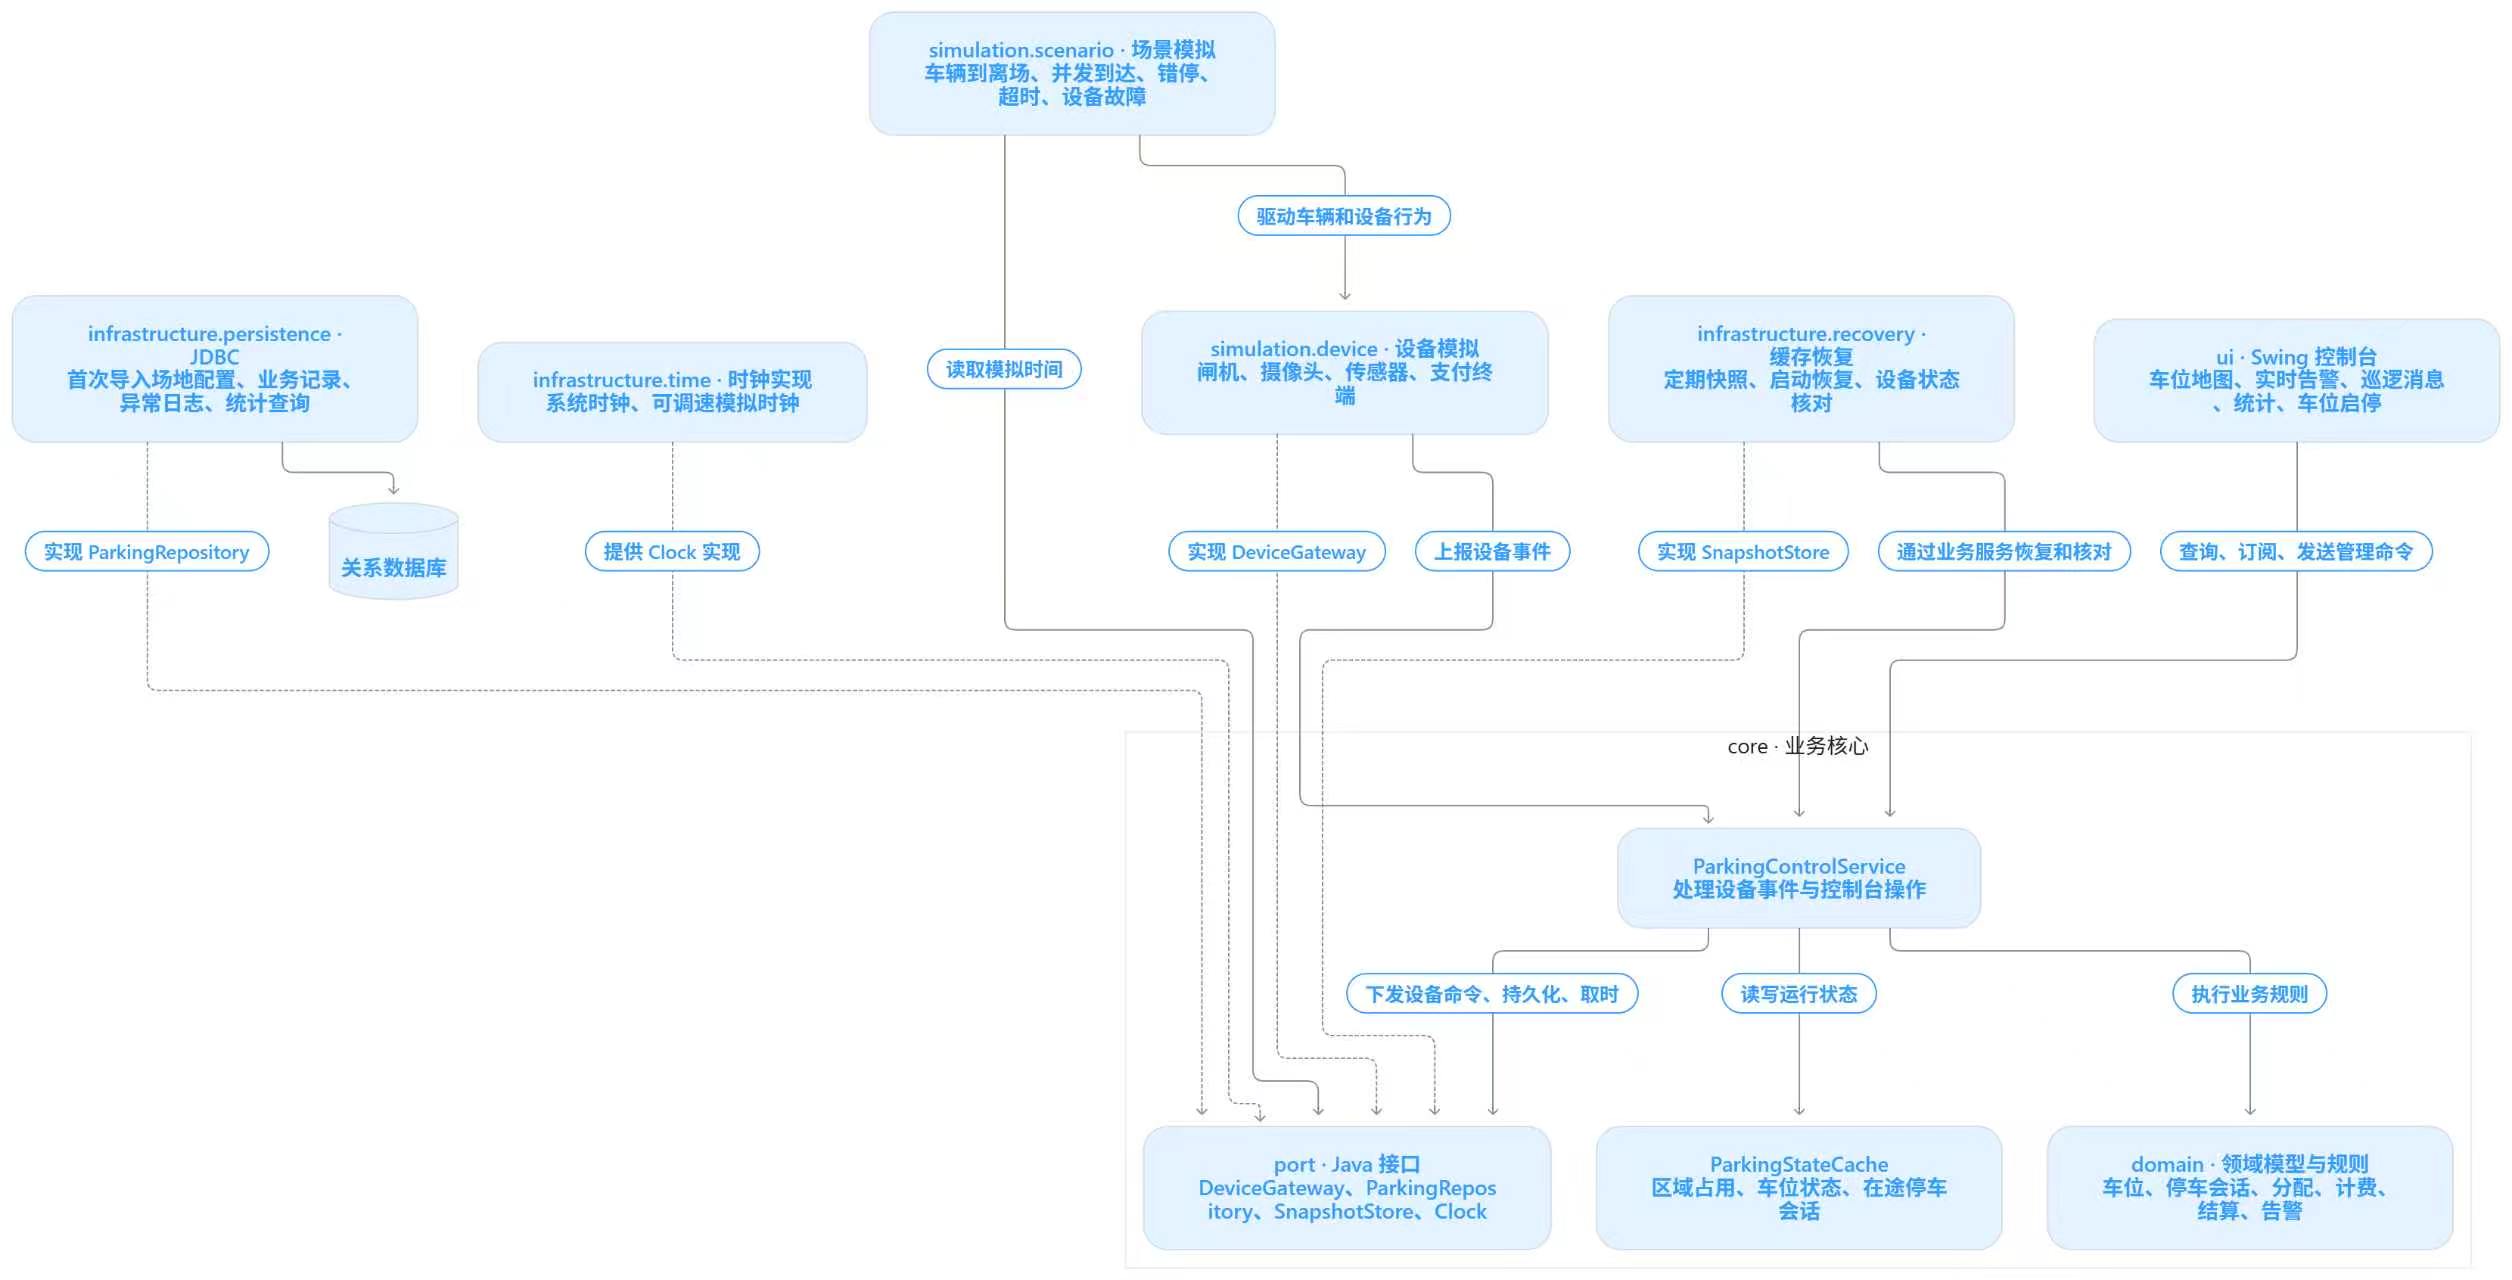 simulation.scenario · 场景模拟
车辆到离场、并发到达、错停、
超时、设备故障
驱动车辆和设备行为
infrastructure.persistence ·
JDBC
首次导入场地配置、业务记录、
异常日志、统计查询
infrastructure.time · 时钟实现
系统时钟、可调速模拟时钟
读取模拟时间
simulation.device · 设备模拟
闸机、摄像头、传感器、支付终
端
infrastructure.recovery ·
缓存恢复
定期快照、启动恢复、设备状态
核对
ui · Swing 控制台
车位地图、实时告警、巡逻消息
、统计、车位启停
实现 ParkingRepository
关系数据库
提供 Clock 实现
实现 DeviceGateway
上报设备事件
实现 SnapshotStore
通过业务服务恢复和核对
查询、订阅、发送管理命令
core · 业务核心
ParkingControlService
处理设备事件与控制台操作
下发设备命令、持久化、取时
读写运行状态
执行业务规则
port · Java 接口
DeviceGateway、ParkingRepos
itory、SnapshotStore、Clock
ParkingStateCache
区域占用、车位状态、在途停车
会话
domain · 领域模型与规则
车位、停车会话、分配、计费、
结算、告警